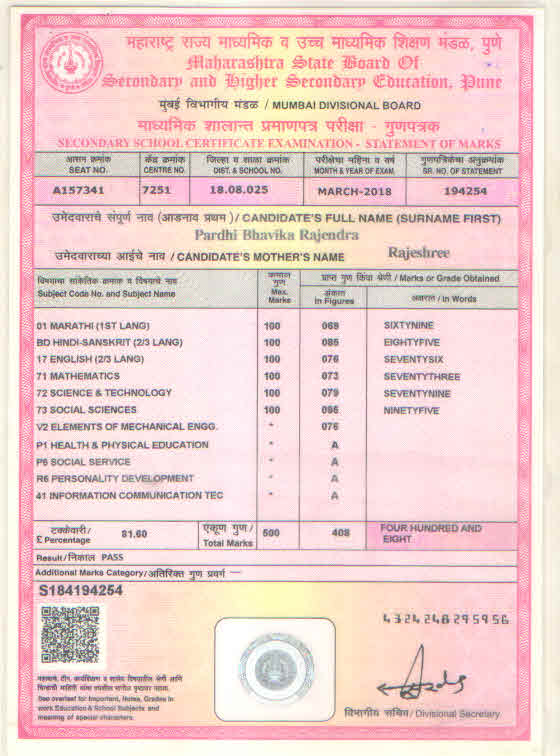 महाराष्ट्र राज्य माध्यमिक व उच्च माध्यमिक शिक्षण मंडळ, पुणे
Maharashtra State Board Of
Secondary and Higher Secondary Education, Pune
मुंबई विभागीय मंडळ / MUMBAI DIVISIONAL BOARD
माध्यमिक शालान्त प्रमाणपत्र परीक्षा - गुणपत्रक
SECONDARY SCHOOL CERTIFICATE EXAMINATION - STATEMENT OF MARKS
आसन क्रमांक केंद्र क्रमांक जिल्हा व शाळा क्रमांक परीक्षेचा महिना व वर्ष गुणपत्रिकेचा अनुक्रमांक
SEAT NO. CENTRE NO. DIST. & SCHOOL NO. MONTH & YEAR OF EXAM. SR. NO. OF STATEMENT
A157341 7251 18.08.025 MARCH-2018 194254
उमेदवाराचे संपूर्ण नाव (आडनाव प्रथम) / CANDIDATE'S FULL NAME (SURNAME FIRST)
Pardhi Bhavika Rajendra
उमेदवाराच्या आईचे नाव / CANDIDATE'S MOTHER'S NAME Rajeshree
विषयाचा सांकेतिक क्रमांक व विषयाचे नाव
Subject Code No. and Subject Name
कमाल
गुण
Max.
Marks
प्राप्त गुण किंवा श्रेणी / Marks or Grade Obtained
अंकात
In Figures
अक्षरात / In Words
01 MARATHI (1ST LANG) 100 069 SIXTYNINE
BD HINDI-SANSKRIT (2/3 LANG) 100 085 EIGHTYFIVE
17 ENGLISH (2/3 LANG) 100 076 SEVENTYSIX
71 MATHEMATICS 100 073 SEVENTYTHREE
72 SCIENCE & TECHNOLOGY 100 079 SEVENTYNINE
73 SOCIAL SCIENCES 100 095 NINETYFIVE
V2 ELEMENTS OF MECHANICAL ENGG. * 076
P1 HEALTH & PHYSICAL EDUCATION * A
P6 SOCIAL SERVICE * A
R6 PERSONALITY DEVELOPMENT * A
41 INFORMATION COMMUNICATION TEC * A
टक्केवारी /
£ Percentage 81.60
एकूण गुण /
Total Marks 500 408
FOUR HUNDRED AND
EIGHT
Result/निकाल PASS
Additional Marks Category/अतिरिक्त गुण प्रवर्ग —
S184194254
4324248295956
See overleaf for Important, Notes, Grades in
work Education & School Subjects and
meaning of special characters.
विभागीय सचिव / Divisional Secretary